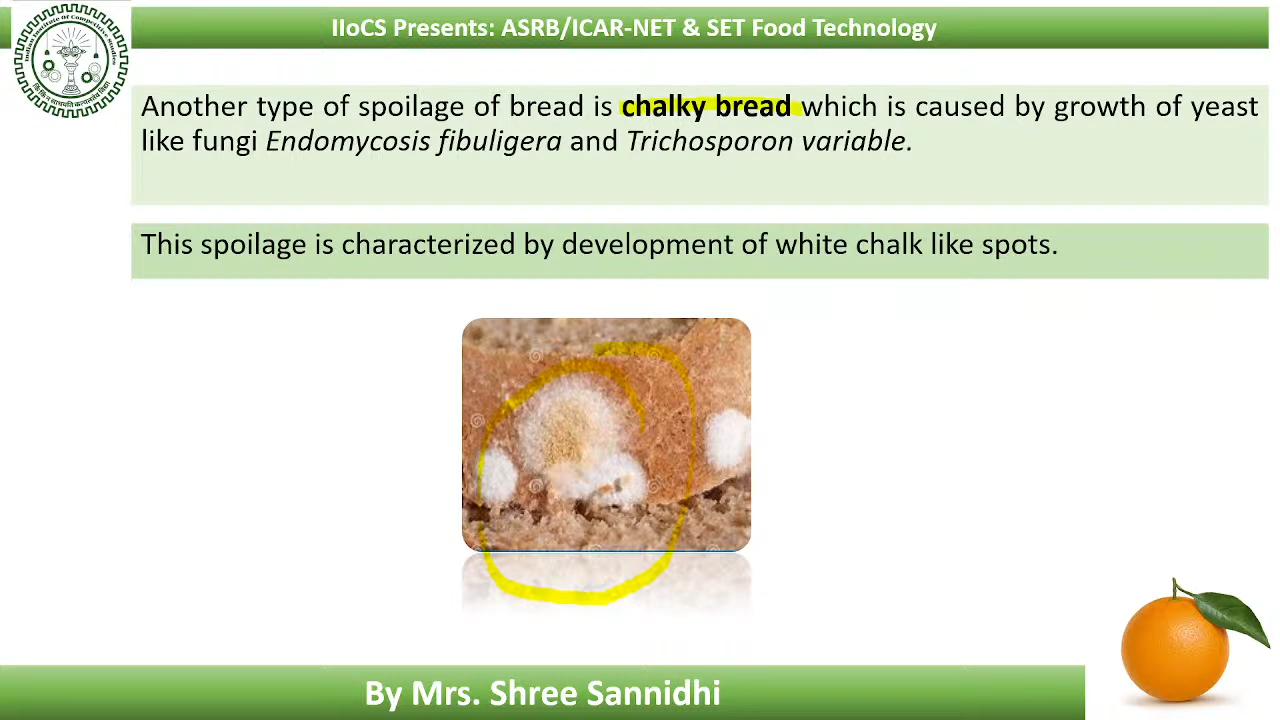 IIoCS Presents: ASRB/ICAR-NET & SET Food Technology
Another type of spoilage of bread is chalky bread which is caused by growth of yeast
like fungi Endomycosis fibuligera and Trichosporon variable.
This spoilage is characterized by development of white chalk like spots.
By Mrs. Shree Sannidhi